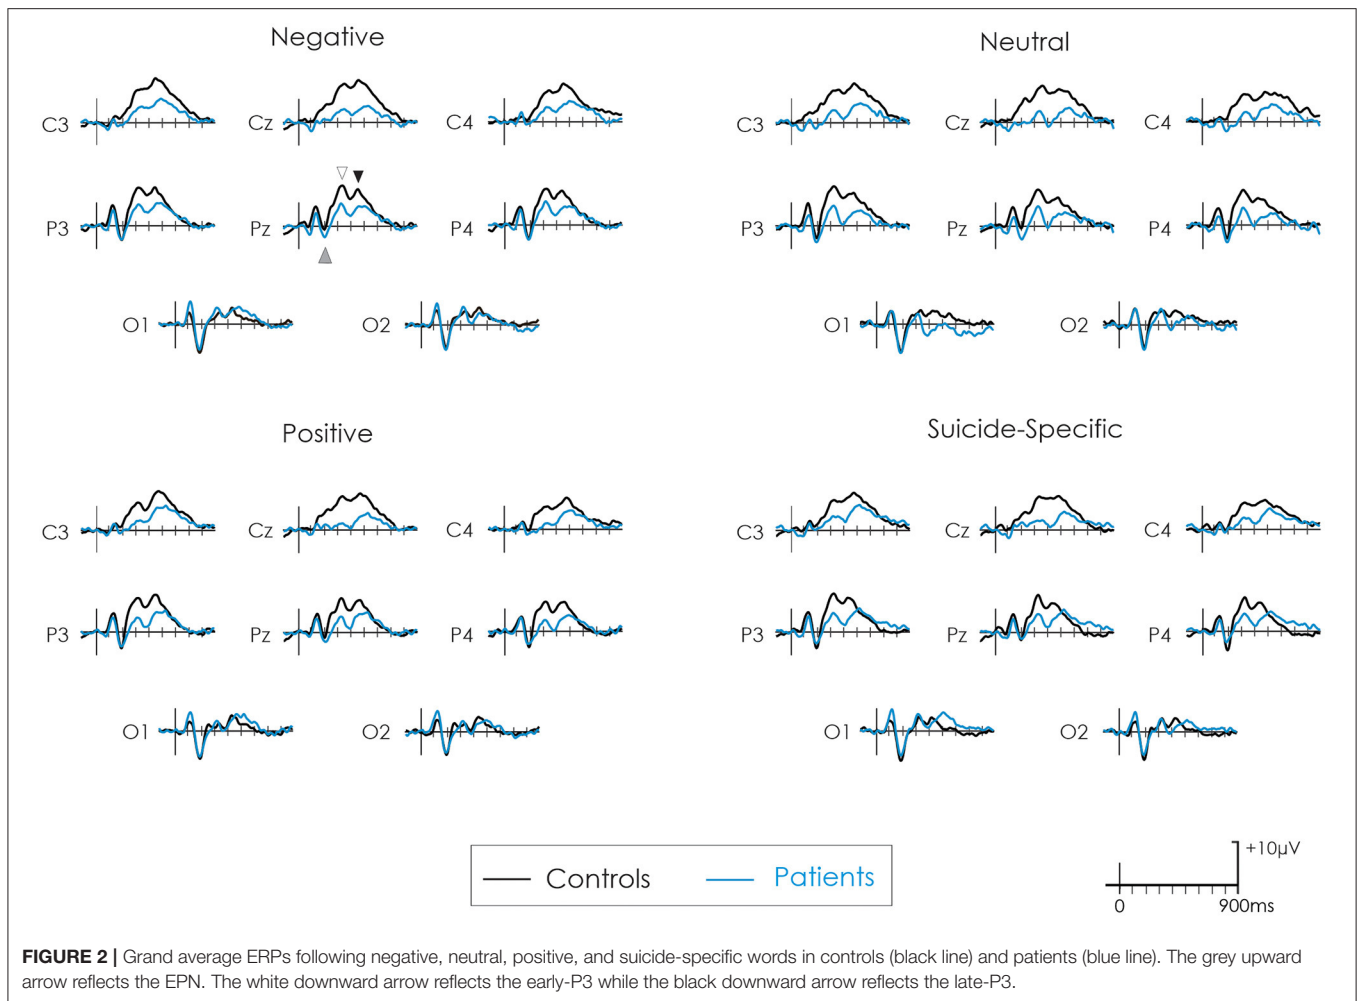 Negative
Neutral
C3
Cz
C4
C3
Cz
C4
P3
Pz
P4
P3
Pz
P4
O1
O2
O1
O2
Positive
Suicide-Specific
C3
Cz
C4
C3
Cz
C4
P3
Pz
P4
P3
Pz
P4
O1
O2
O1
O2
Controls
Patients
+10µV
0
900ms
FIGURE 2 | Grand average ERPs following negative, neutral, positive, and suicide-specific words in controls (black line) and patients (blue line). The grey upward
arrow reflects the EPN. The white downward arrow reflects the early-P3 while the black downward arrow reflects the late-P3.